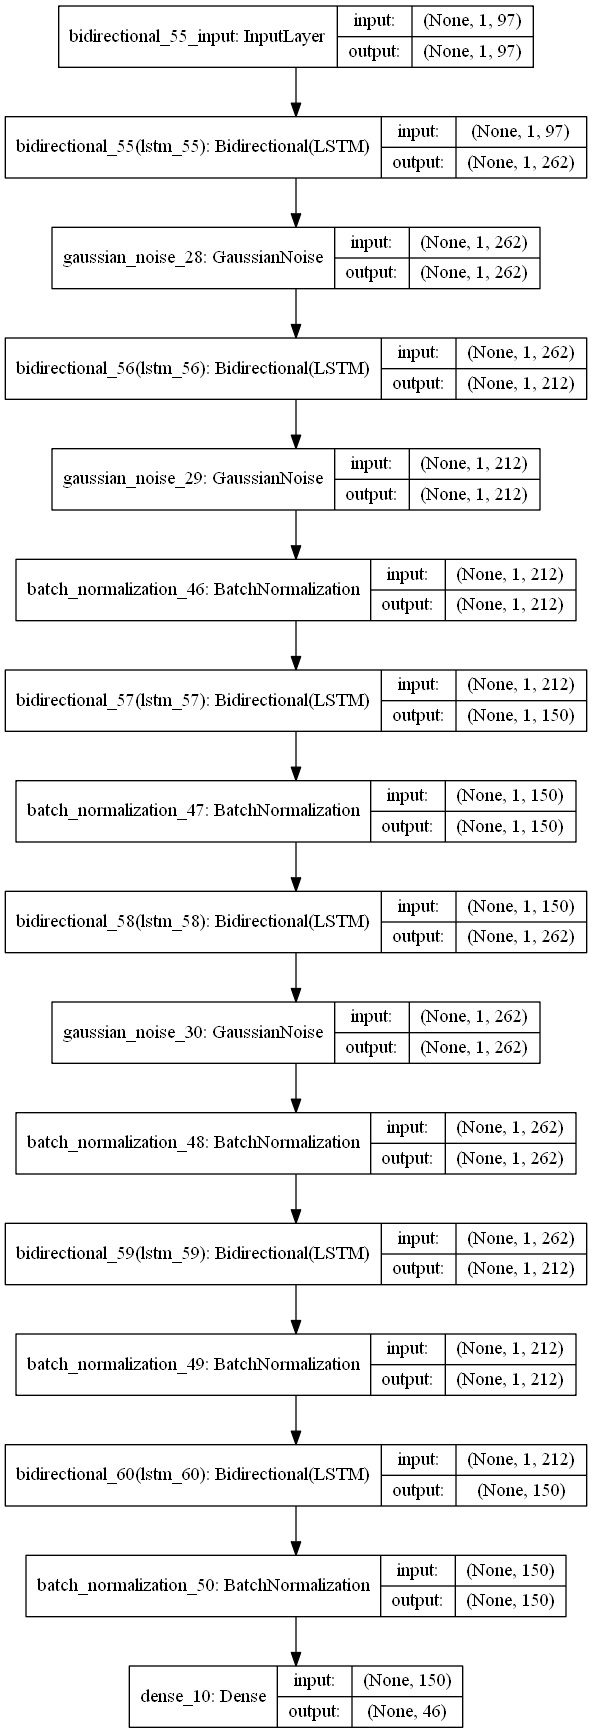 bidirectional_55_input: InputLayer
input: (None, 1, 97)
output: (None, 1, 97)
bidirectional_55(lstm_55): Bidirectional(LSTM)
input: (None, 1, 97)
output: (None, 1, 262)
gaussian_noise_28: GaussianNoise
input: (None, 1, 262)
output: (None, 1, 262)
bidirectional_56(lstm_56): Bidirectional(LSTM)
input: (None, 1, 262)
output: (None, 1, 212)
gaussian_noise_29: GaussianNoise
input: (None, 1, 212)
output: (None, 1, 212)
batch_normalization_46: BatchNormalization
input: (None, 1, 212)
output: (None, 1, 212)
bidirectional_57(lstm_57): Bidirectional(LSTM)
input: (None, 1, 212)
output: (None, 1, 150)
batch_normalization_47: BatchNormalization
input: (None, 1, 150)
output: (None, 1, 150)
bidirectional_58(lstm_58): Bidirectional(LSTM)
input: (None, 1, 150)
output: (None, 1, 262)
gaussian_noise_30: GaussianNoise
input: (None, 1, 262)
output: (None, 1, 262)
batch_normalization_48: BatchNormalization
input: (None, 1, 262)
output: (None, 1, 262)
bidirectional_59(lstm_59): Bidirectional(LSTM)
input: (None, 1, 262)
output: (None, 1, 212)
batch_normalization_49: BatchNormalization
input: (None, 1, 212)
output: (None, 1, 212)
bidirectional_60(lstm_60): Bidirectional(LSTM)
input: (None, 1, 212)
output: (None, 150)
batch_normalization_50: BatchNormalization
input: (None, 150)
output: (None, 150)
dense_10: Dense
input: (None, 150)
output: (None, 46)